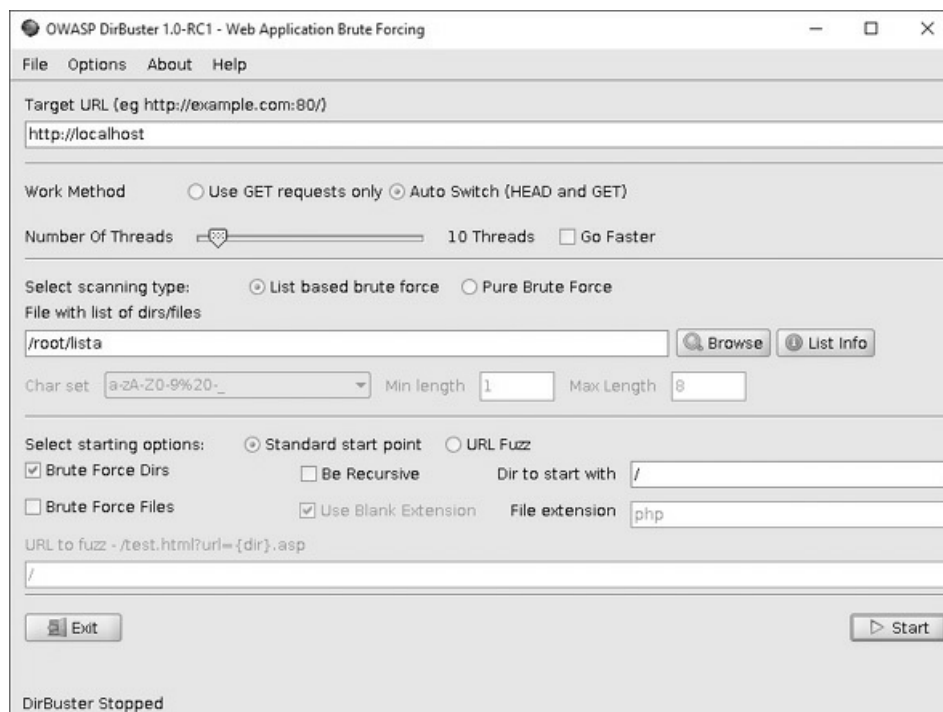 OWASP DirBuster 1.0-RC1 - Web Application Brute Forcing
File Options About Help
Target URL (eg http://example.com:80/)
http://localhost
Work Method Use GET requests only Auto Switch (HEAD and GET)
Number Of Threads 10 Threads Go Faster
Select scanning type: List based brute force Pure Brute Force
File with list of dirs/files
/root/lista Browse List Info
Char set a-zA-Z0-9%20-_ Min length 1 Max Length 8
Select starting options: Standard start point URL Fuzz
Brute Force Dirs Be Recursive Dir to start with /
Brute Force Files Use Blank Extension File extension php
URL to fuzz - /test.html?url={dir}.asp
/
Exit Start
DirBuster Stopped